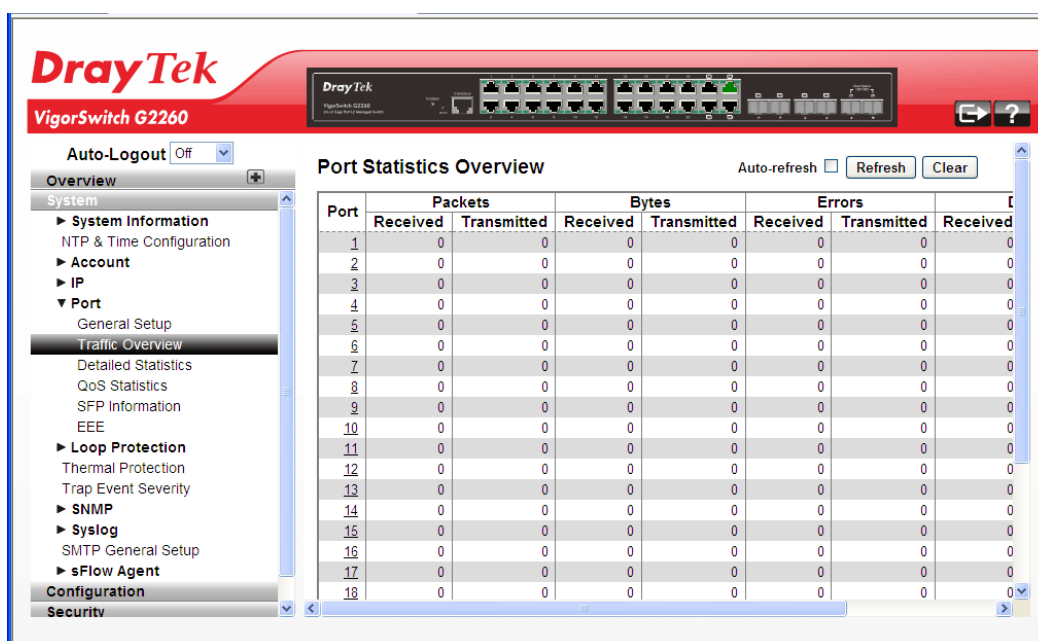 DrayTek
VigorSwitch G2260
DrayTek
VigorSwitch G2260
Auto-Logout Off
Overview
System
System Information
NTP & Time Configuration
Account
IP
Port
General Setup
Traffic Overview
Detailed Statistics
QoS Statistics
SFP Information
EEE
Loop Protection
Thermal Protection
Trap Event Severity
SNMP
Syslog
SMTP General Setup
sFlow Agent
Configuration
Security
Port Statistics Overview
Auto-refresh Refresh Clear
Port Packets Bytes Errors
Received Transmitted Received Transmitted Received Transmitted Received
1 0 0 0 0 0 0 0
2 0 0 0 0 0 0 0
3 0 0 0 0 0 0 0
4 0 0 0 0 0 0 0
5 0 0 0 0 0 0 0
6 0 0 0 0 0 0 0
7 0 0 0 0 0 0 0
8 0 0 0 0 0 0 0
9 0 0 0 0 0 0 0
10 0 0 0 0 0 0 0
11 0 0 0 0 0 0 0
12 0 0 0 0 0 0 0
13 0 0 0 0 0 0 0
14 0 0 0 0 0 0 0
15 0 0 0 0 0 0 0
16 0 0 0 0 0 0 0
17 0 0 0 0 0 0 0
18 0 0 0 0 0 0 0